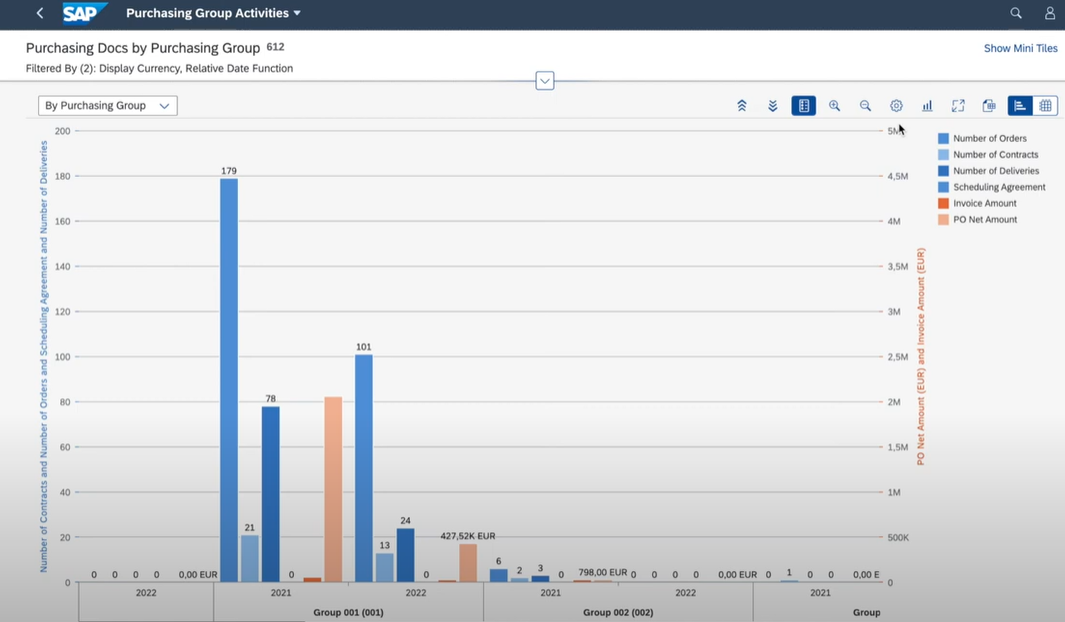 SAP Purchasing Group Activities
Purchasing Docs by Purchasing Group 612
Show Mini Tiles
Filtered By (2): Display Currency, Relative Date Function
By Purchasing Group
Number of Contracts and Number of Orders and Scheduling Agreement and Number of Deliveries
200
180
160
140
120
100
80
60
40
20
0
179
21
78
0
101
13
24
0
427,52K EUR
6
2
3
0
798,00 EUR
0 0 0 0 0,00 EUR
0 0 0 0 0,00 EUR
0 1 0 0 0,00 E
2022 2021 2022 2021 2022 2021
Group 001 (001) Group 002 (002) Group
4,5M
4M
3,5M
3M
2,5M
2M
1,5M
1M
500K
0
PO Net Amount (EUR) and Invoice Amount (EUR)
Number of Orders
Number of Contracts
Number of Deliveries
Scheduling Agreement
Invoice Amount
PO Net Amount